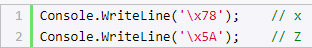 1 Console.WriteLine('\x78');    // x
2 Console.WriteLine('\x5A');    // Z